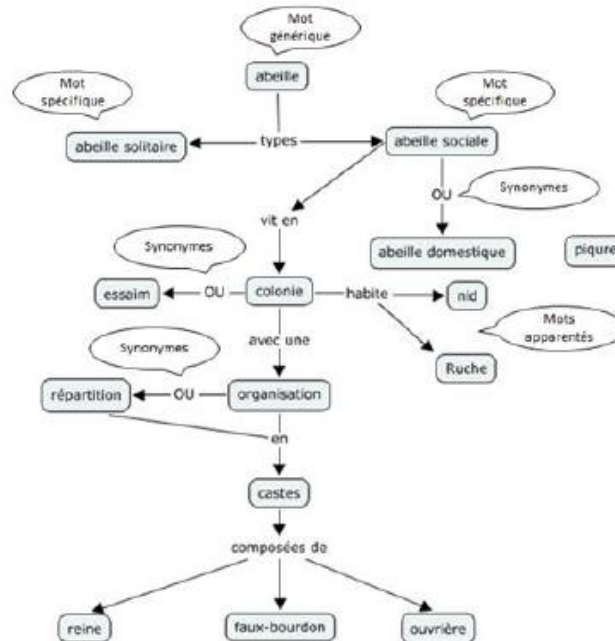 Mot
générique
abeille
Mot
spécifique
Mot
spécifique
abeille solitaire
types
abeille sociale
OU
Synonymes
vit en
abeille domestique
piqure
Synonymes
essaim
OU
colonie
habite
nid
Mots
apparentés
avec une
Synonymes
Ruche
répartition
OU
organisation
en
castes
composées de
reine
faux-bourdon
ouvrière